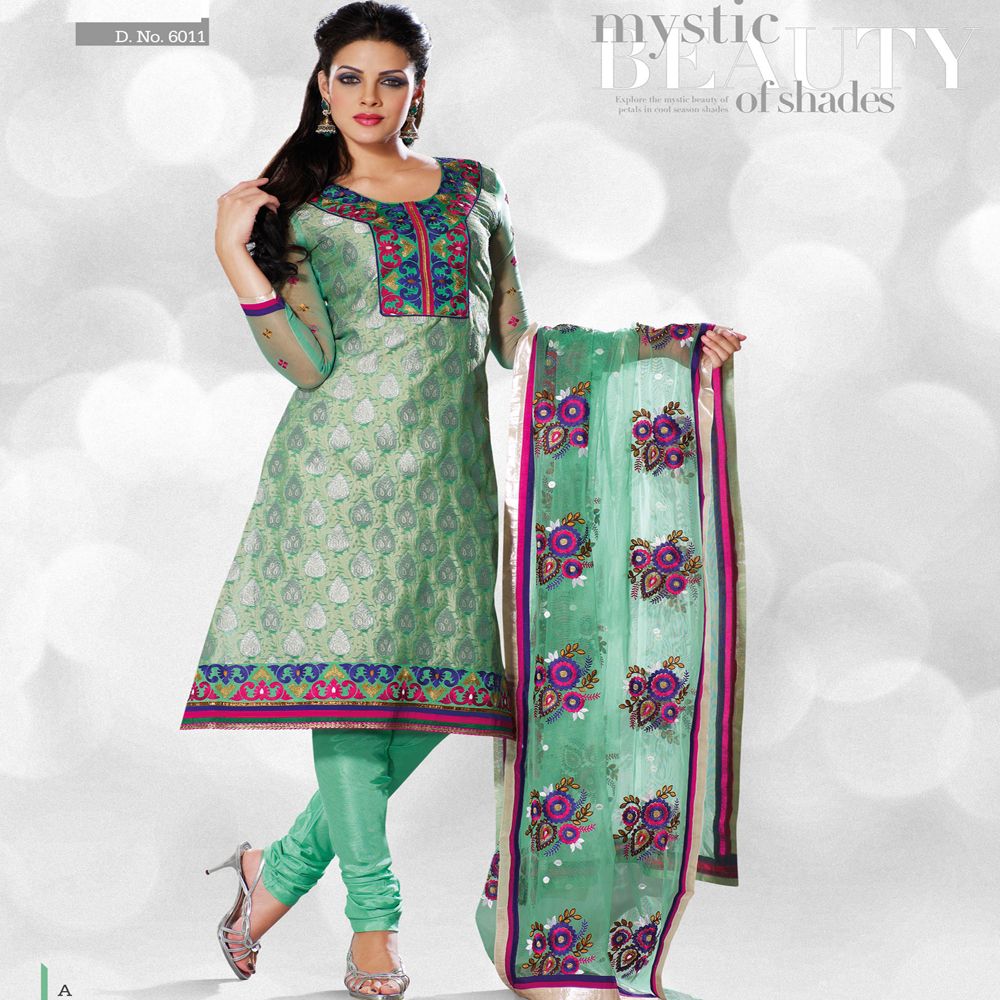 D. No. 6011
mystic
BEAUTY
Explore the mystic beauty of
petals in cool season shades
of shades
A